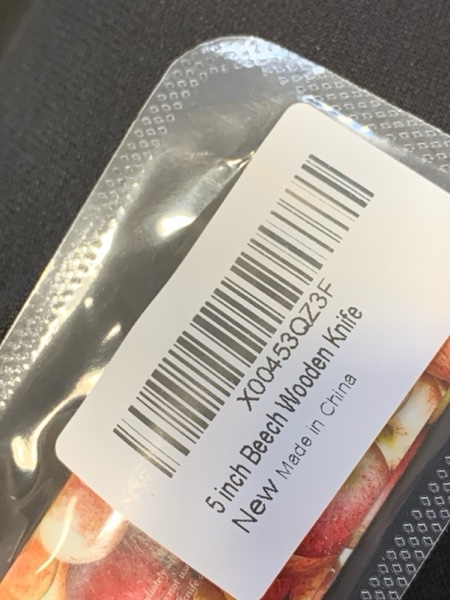 X00453QZ3F
5 inch Beech Wooden Knife
New Made in China